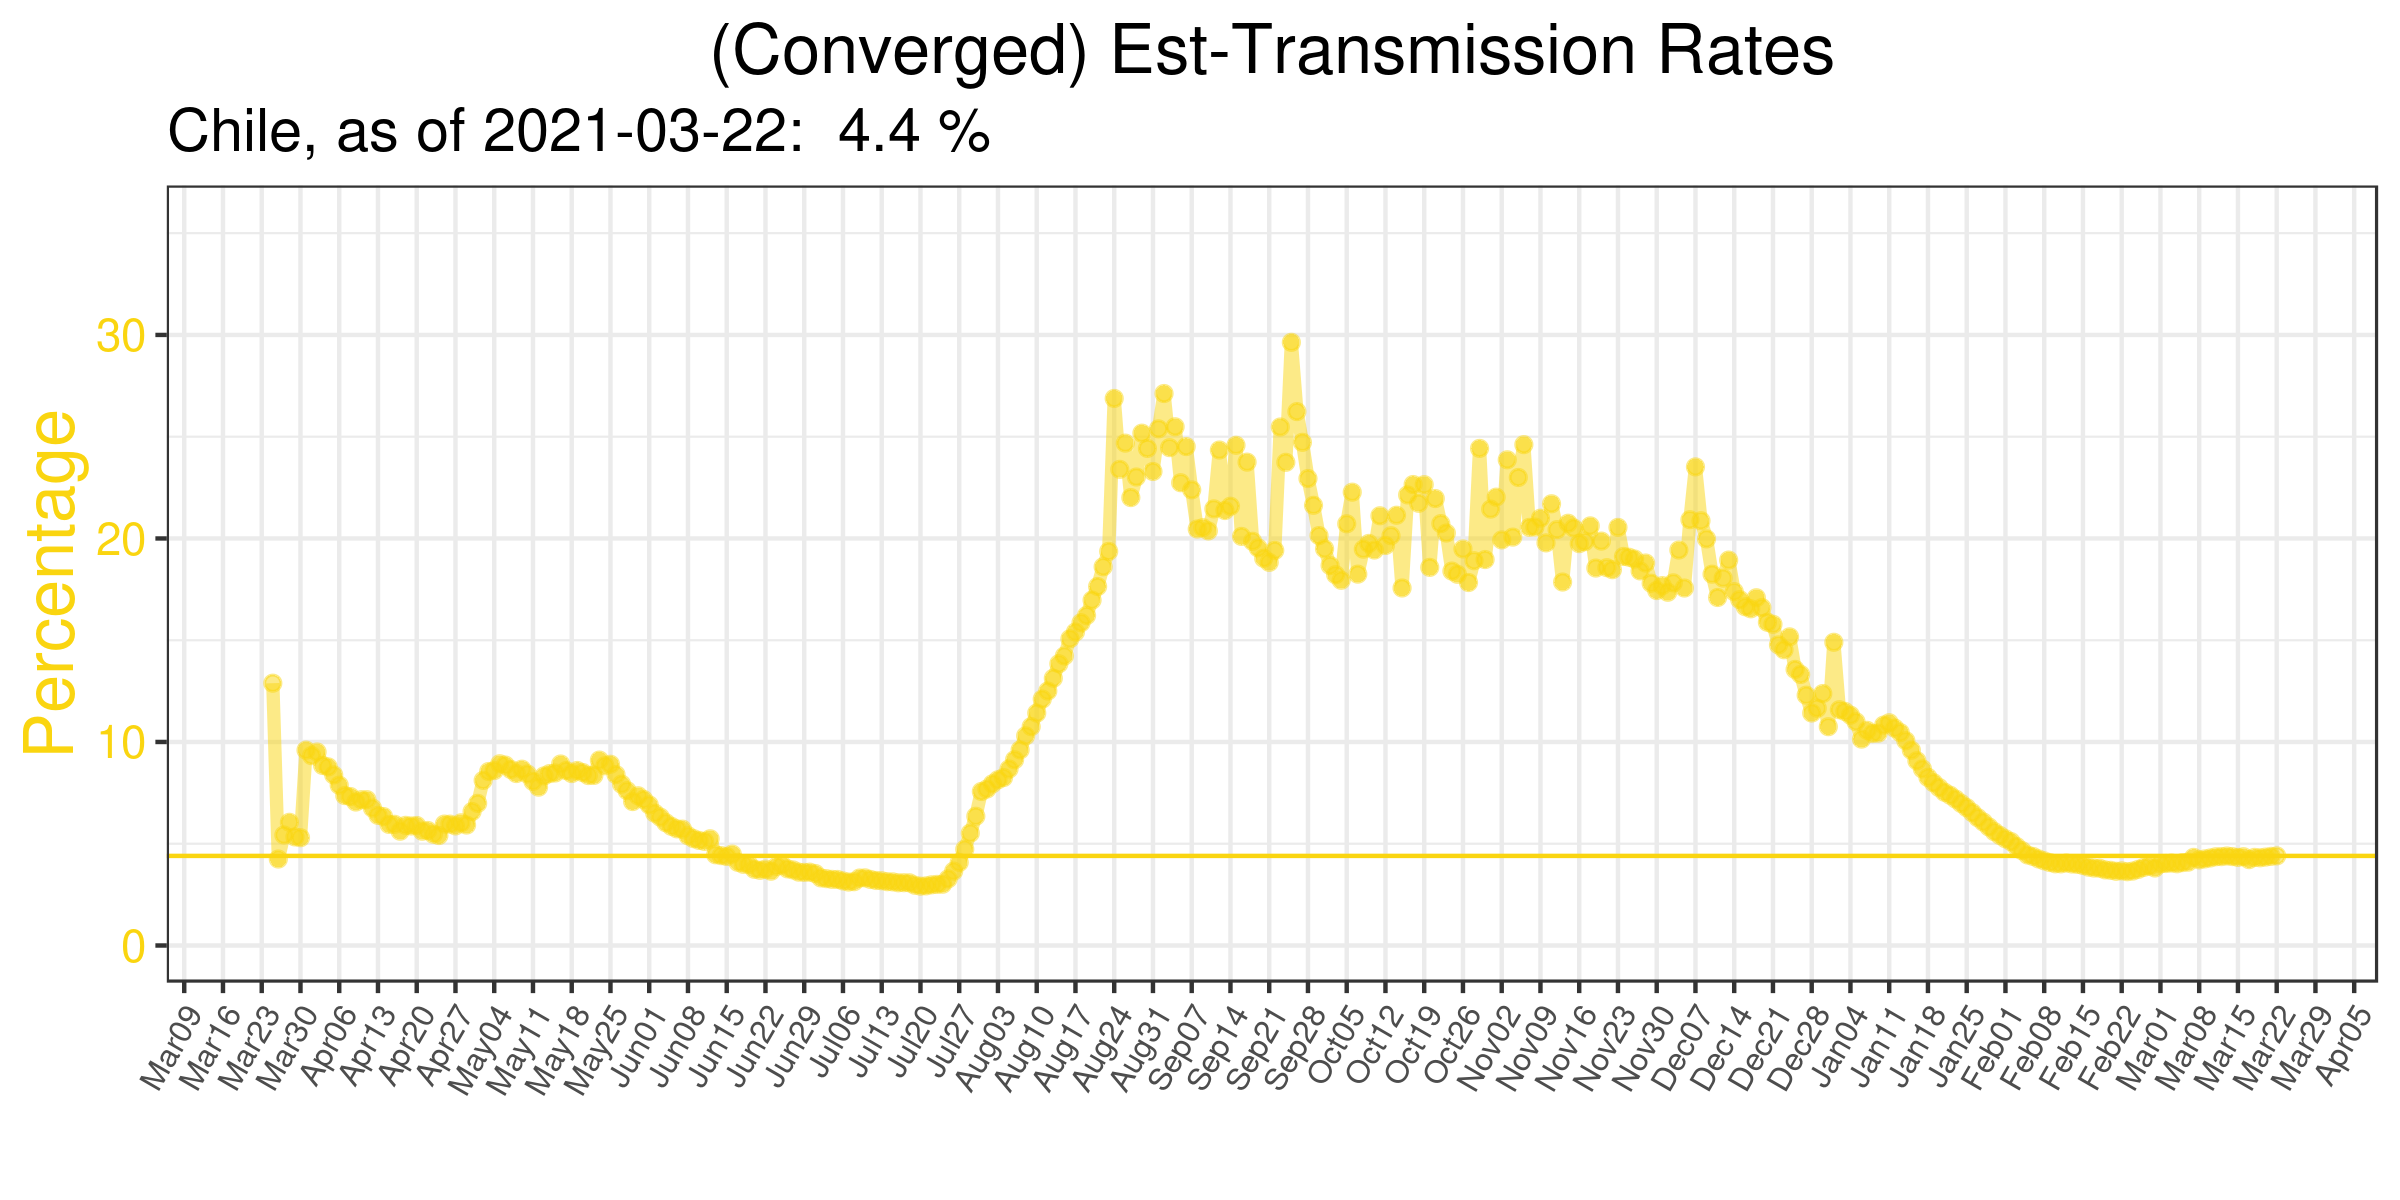 (Converged) Est-Transmission Rates
Chile, as of 2021-03-22:  4.4 %
Percentage
30
20
10
0
Mar09 Mar16 Mar23 Mar30 Apr06 Apr13 Apr20 Apr27 May04 May11 May18 May25 Jun01 Jun08 Jun15 Jun22 Jun29 Jul06 Jul13 Jul20 Jul27 Aug03 Aug10 Aug17 Aug24 Aug31 Sep07 Sep14 Sep21 Sep28 Oct05 Oct12 Oct19 Oct26 Nov02 Nov09 Nov16 Nov23 Nov30 Dec07 Dec14 Dec21 Dec28 Jan04 Jan11 Jan18 Jan25 Feb01 Feb08 Feb15 Feb22 Mar01 Mar08 Mar15 Mar22 Mar29 Apr05